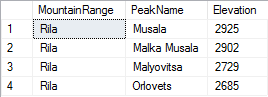 MountainRange PeakName Elevation
1 Rila Musala 2925
2 Rila Malka Musala 2902
3 Rila Malyovitsa 2729
4 Rila Orlovets 2685